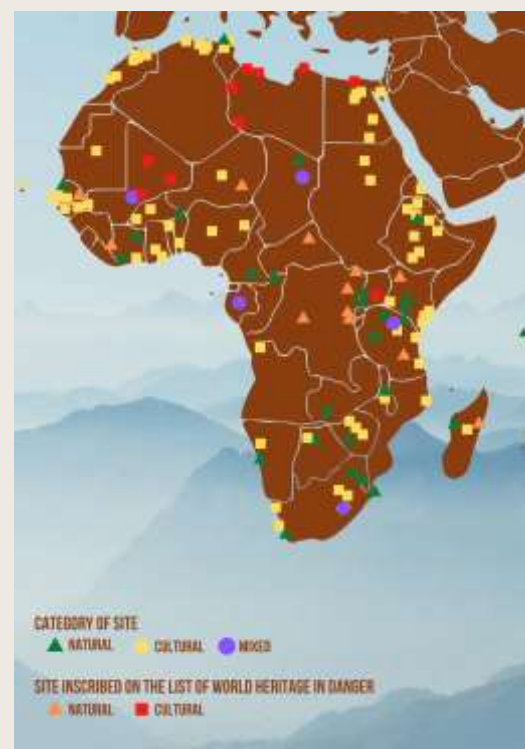 CATEGORY OF SITE
NATURAL CULTURAL MIXED
SITE INSCRIBED ON THE LIST OF WORLD HERITAGE IN DANGER
NATURAL CULTURAL